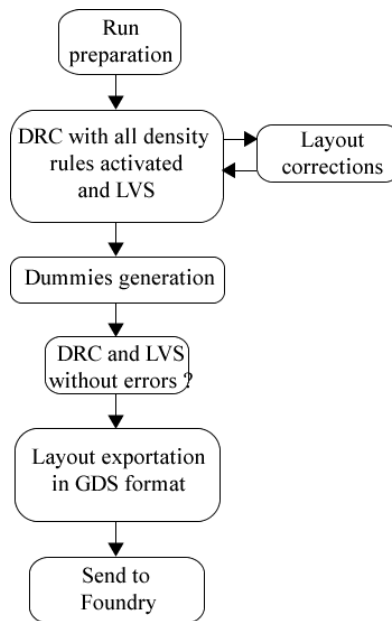 Run
preparation
DRC with all density
rules activated
and LVS
Layout
corrections
Dummies generation
DRC and LVS
without errors ?
Layout exportation
in GDS format
Send to
Foundry